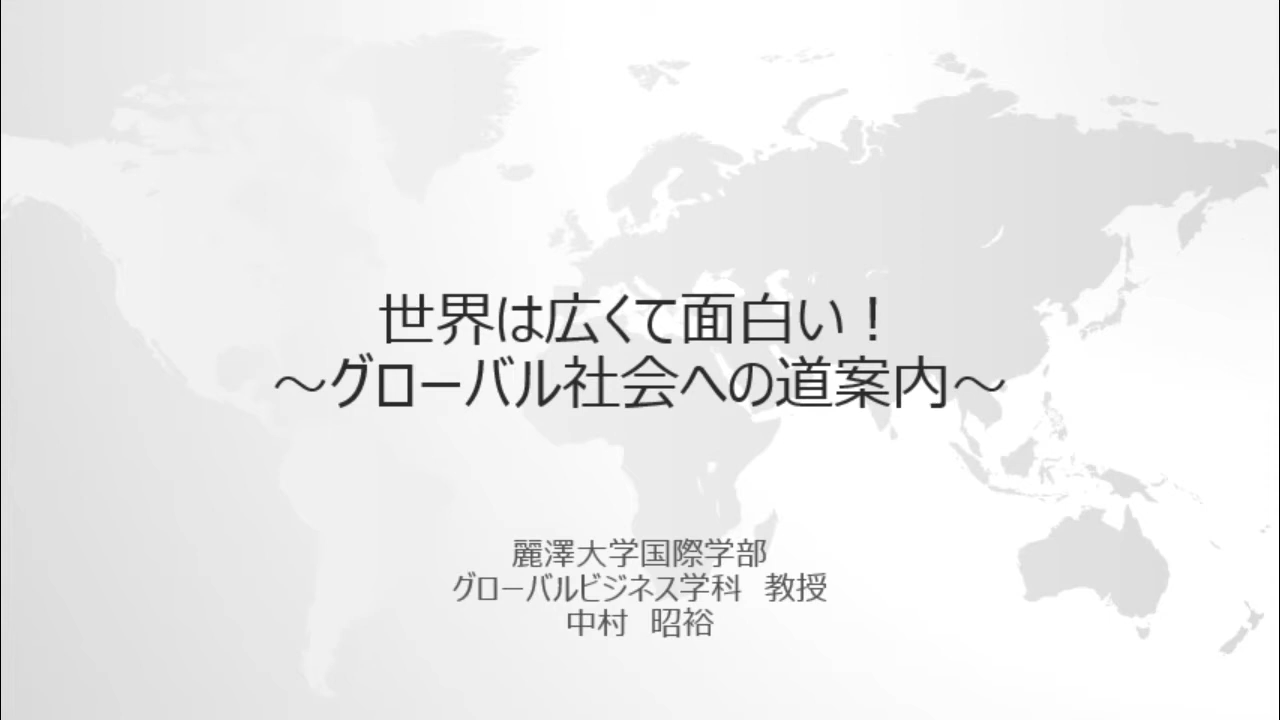 世界は広くて面白い！
～グローバル社会への道案内～
麗澤大学国際学部
グローバルビジネス学科　教授
中村　昭裕